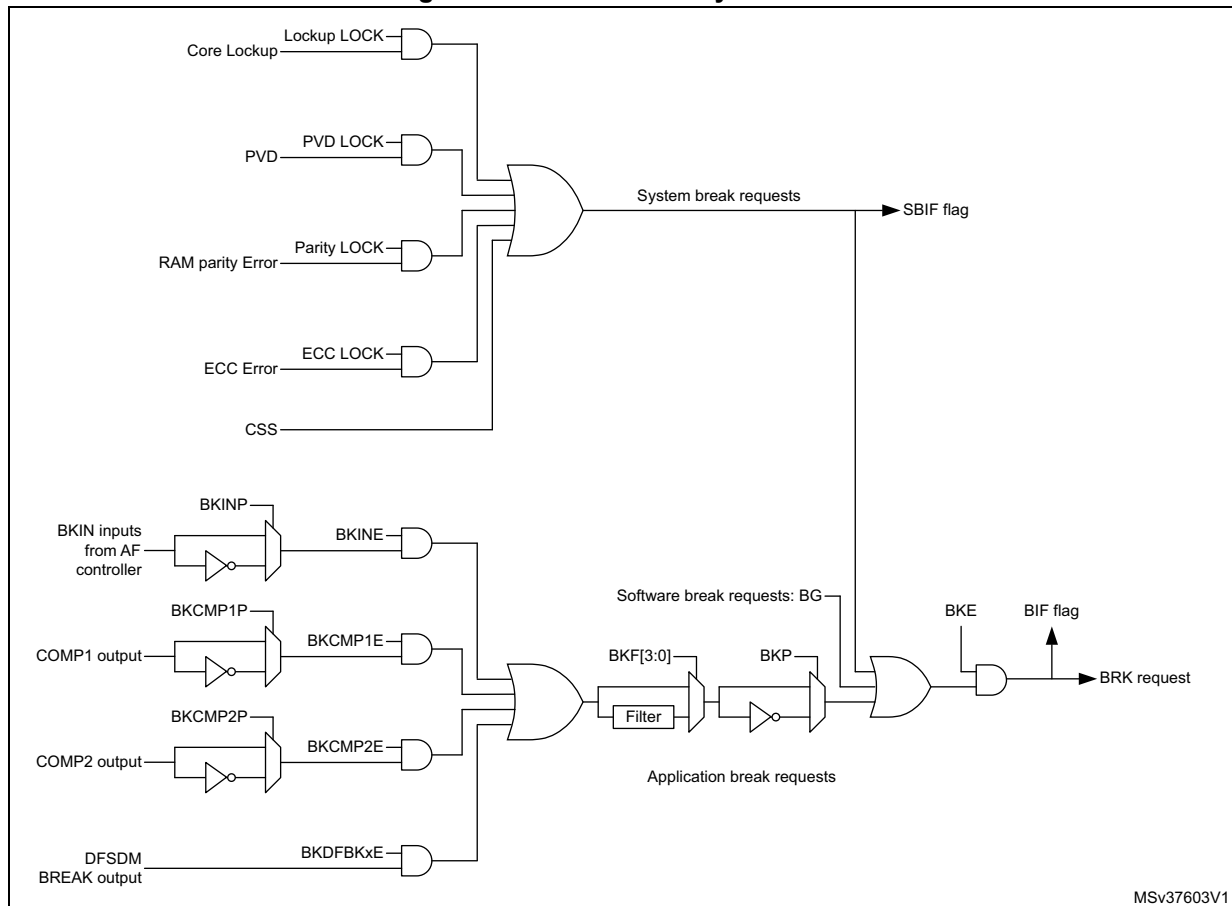 Lockup LOCK
Core Lockup
PVD LOCK
PVD
System break requests
SBIF flag
Parity LOCK
RAM parity Error
ECC LOCK
ECC Error
CSS
BKINP
BKIN inputs
from AF
controller
BKINE
Software break requests: BG
BKE
BIF flag
BKCMP1P
BKCMP1E
COMP1 output
BKF[3:0]
BKP
BRK request
Filter
BKCMP2P
BKCMP2E
COMP2 output
Application break requests
BKDFBKxE
DFSDM
BREAK output
MSv37603V1